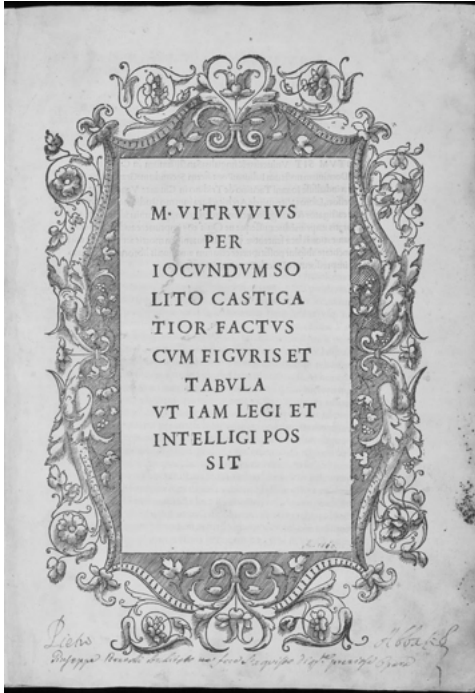 M· VITRVVIVS
PER
IOCVNDVM SO
LITO CASTIGA
TIOR FACTVS
CVM FIGVRIS ET
TABVLA
VT IAM LEGI ET
INTELLIGI POS
SIT